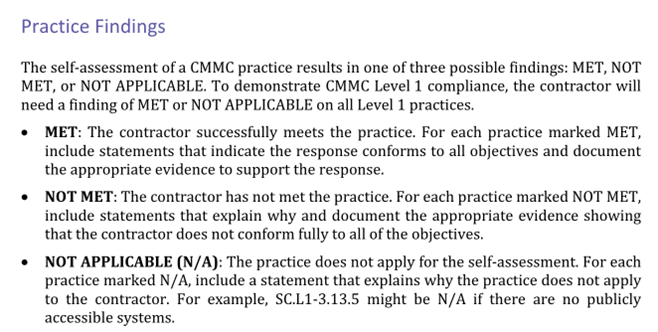 Practice Findings
The self-assessment of a CMMC practice results in one of three possible findings: MET, NOT
MET, or NOT APPLICABLE. To demonstrate CMMC Level 1 compliance, the contractor will
need a finding of MET or NOT APPLICABLE on all Level 1 practices.
• MET: The contractor successfully meets the practice. For each practice marked MET,
include statements that indicate the response conforms to all objectives and document
the appropriate evidence to support the response.
• NOT MET: The contractor has not met the practice. For each practice marked NOT MET,
include statements that explain why and document the appropriate evidence showing
that the contractor does not conform fully to all of the objectives.
• NOT APPLICABLE (N/A): The practice does not apply for the self-assessment. For each
practice marked N/A, include a statement that explains why the practice does not apply
to the contractor. For example, SC.L1-3.13.5 might be N/A if there are no publicly
accessible systems.